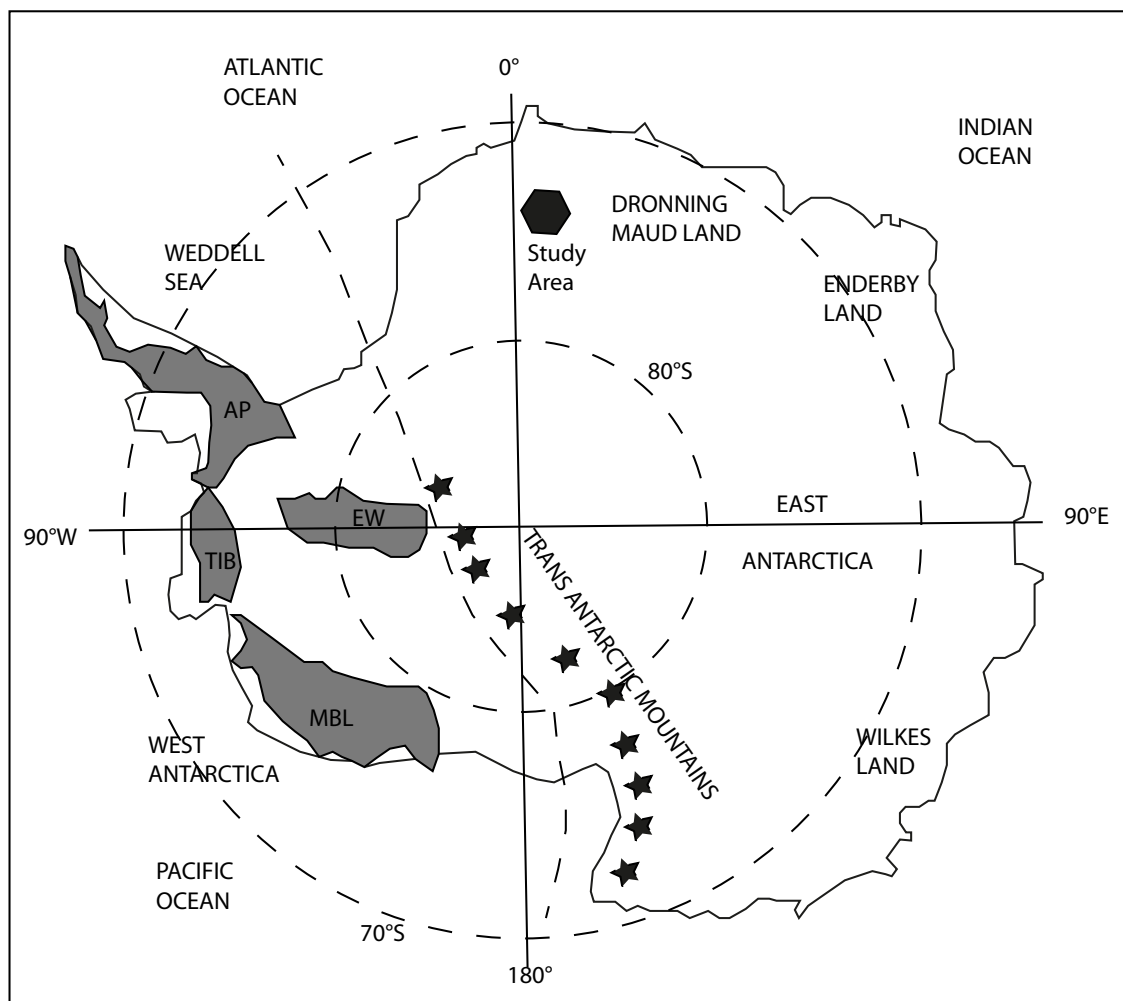 0°
ATLANTIC
OCEAN
INDIAN
OCEAN
DRONNING
MAUD LAND
WEDDELL
SEA
Study
Area
ENDERBY
LAND
80°S
AP
EAST
EW
90°W
90°E
TIB
ANTARCTICA
TRANS ANTARCTIC MOUNTAINS
MBL
WEST
ANTARCTICA
WILKES
LAND
PACIFIC
OCEAN
70°S
180°